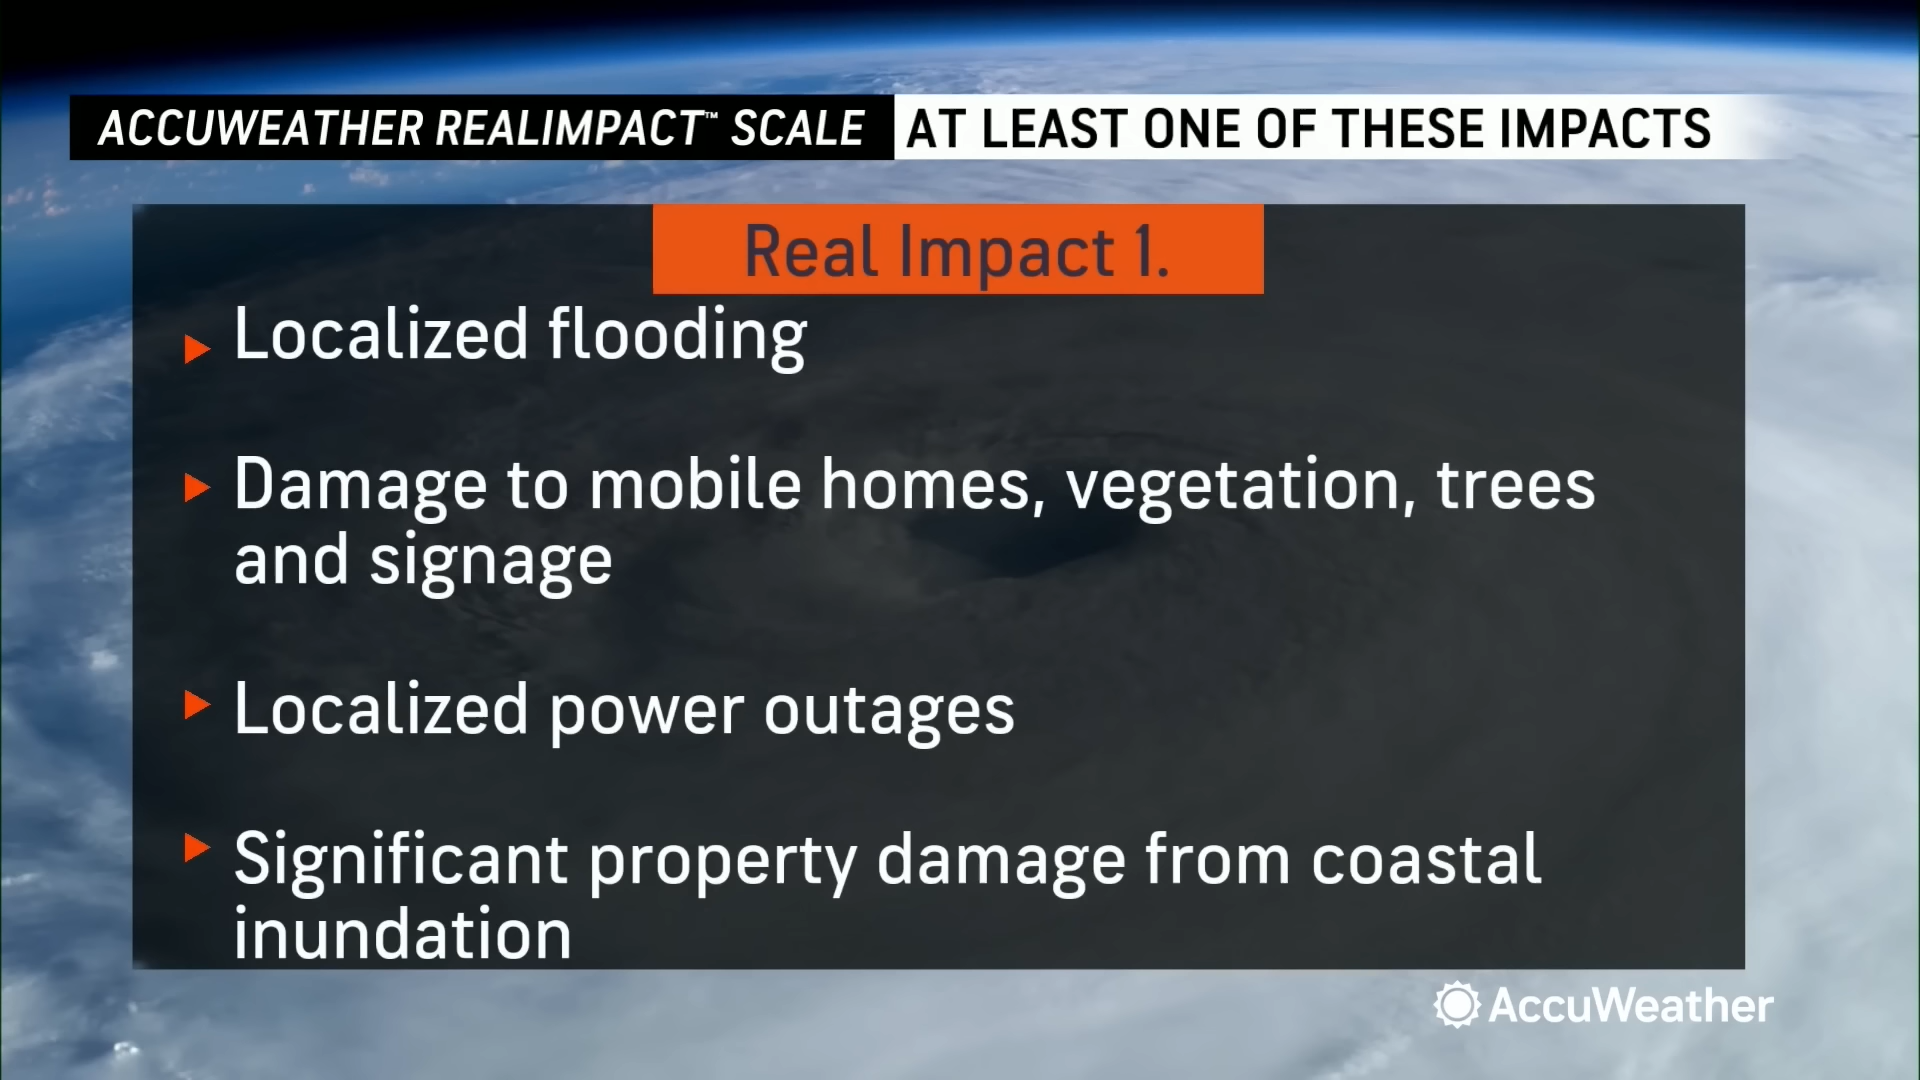 ACCUWEATHER REALIMPACT™ SCALE AT LEAST ONE OF THESE IMPACTS
Real Impact 1.
Localized flooding
Damage to mobile homes, vegetation, trees
and signage
Localized power outages
Significant property damage from coastal
inundation
AccuWeather